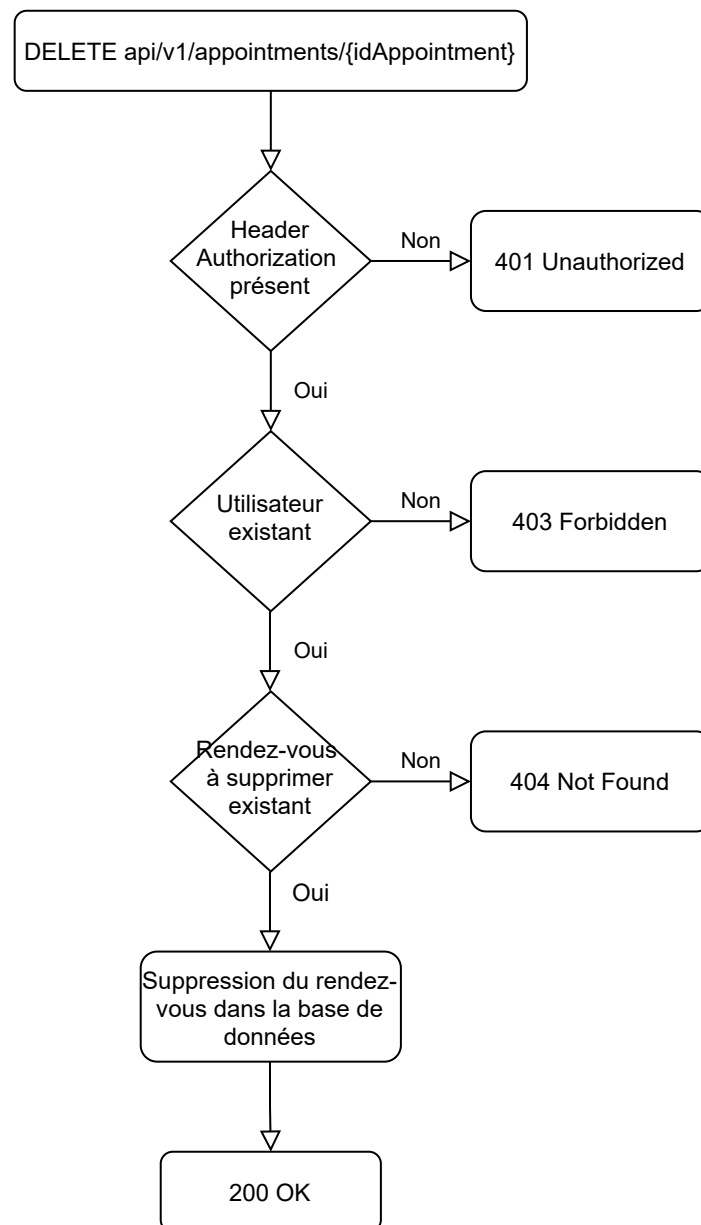 DELETE api/v1/appointments/{idAppointment}
Header
Authorization
présent
Non
401 Unauthorized
Oui
Utilisateur
existant
Non
403 Forbidden
Oui
Rendez-vous
à supprimer
existant
Non
404 Not Found
Oui
Suppression du rendez-
vous dans la base de
données
200 OK